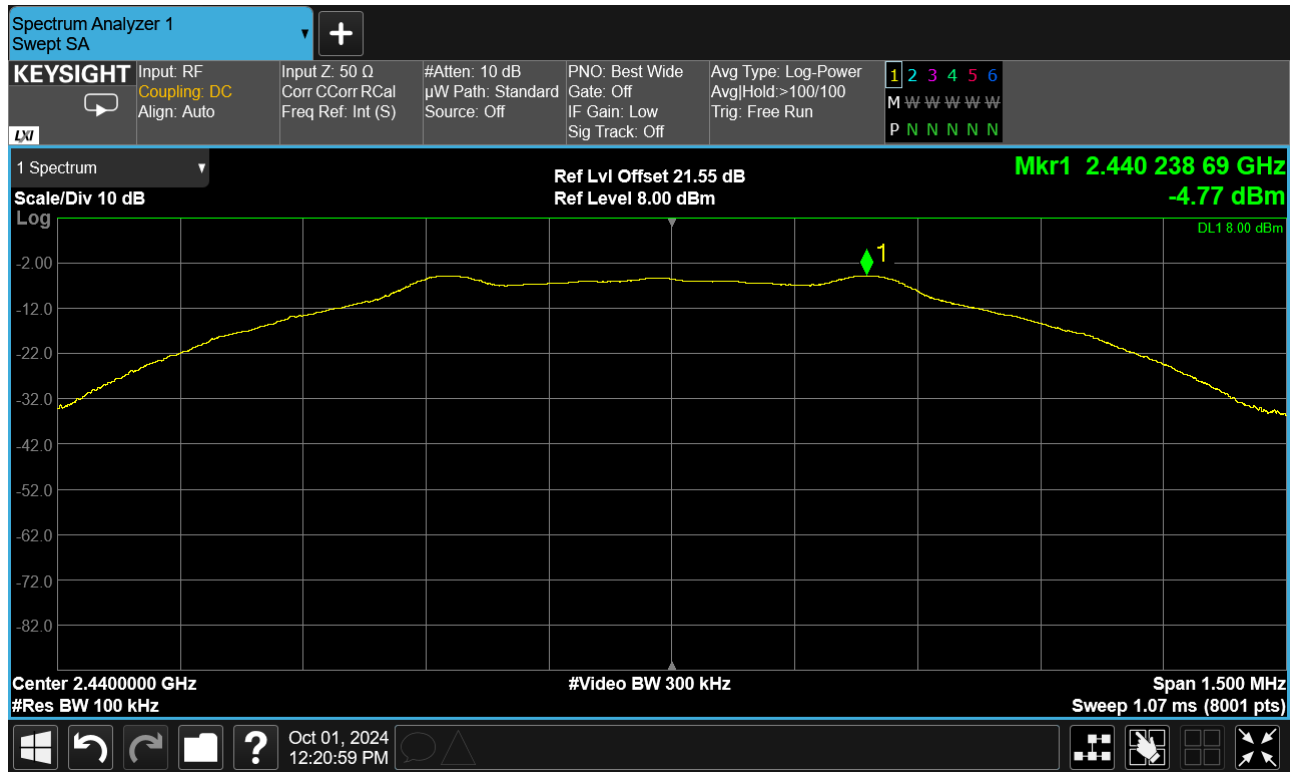 Spectrum Analyzer 1
Swept SA
+
KEYSIGHT
LXI
Input: RF
Coupling: DC
Align: Auto
Input Z: 50 Ω
Corr CCorr RCal
Freq Ref: Int (S)
#Atten: 10 dB
µW Path: Standard
Source: Off
PNO: Best Wide
Gate: Off
IF Gain: Low
Sig Track: Off
Avg Type: Log-Power
Avg|Hold:>100/100
Trig: Free Run
1 2 3 4 5 6
M W W W W W
P N N N N N
1 Spectrum
Scale/Div 10 dB
Log
Ref Lvl Offset 21.55 dB
Ref Level 8.00 dBm
Mkr1 2.440 238 69 GHz
-4.77 dBm
DL1 8.00 dBm
1
-2.00
-12.0
-22.0
-32.0
-42.0
-52.0
-62.0
-72.0
-82.0
Center 2.4400000 GHz
#Res BW 100 kHz
#Video BW 300 kHz
Span 1.500 MHz
Sweep 1.07 ms (8001 pts)
?
Oct 01, 2024
12:20:59 PM